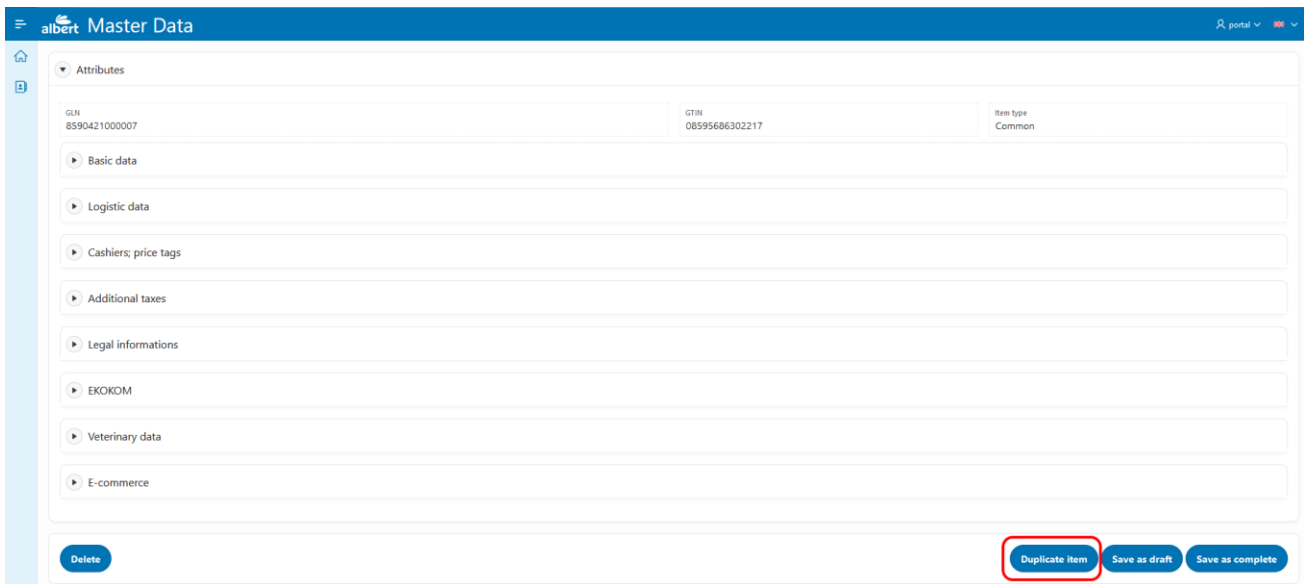 albert Master Data
portal
Attributes
GLN
8590421000007
GTIN
08595686302217
Item type
Common
Basic data
Logistic data
Cashiers; price tags
Additional taxes
Legal informations
EKOKOM
Veterinary data
E-commerce
Delete
Duplicate item
Save as draft
Save as complete